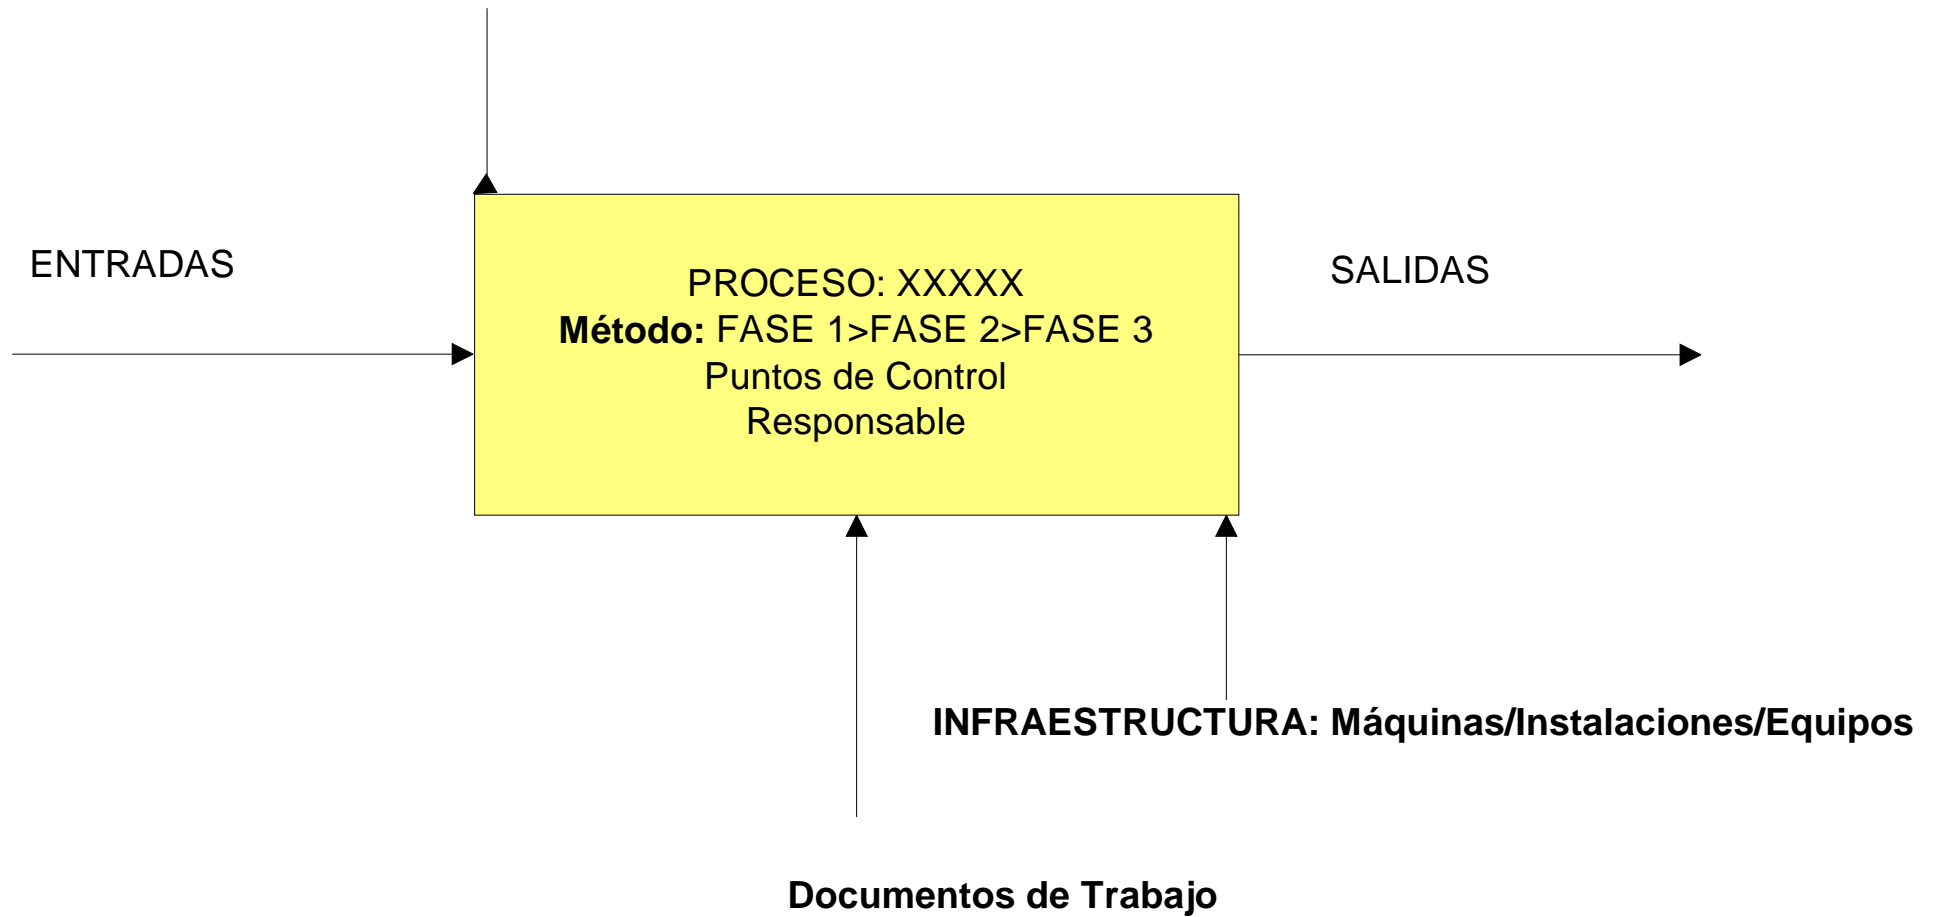 ENTRADAS
SALIDAS
PROCESO: XXXXX
Método: FASE 1>FASE 2>FASE 3
Puntos de Control
Responsable
INFRAESTRUCTURA: Máquinas/Instalaciones/Equipos
Documentos de Trabajo